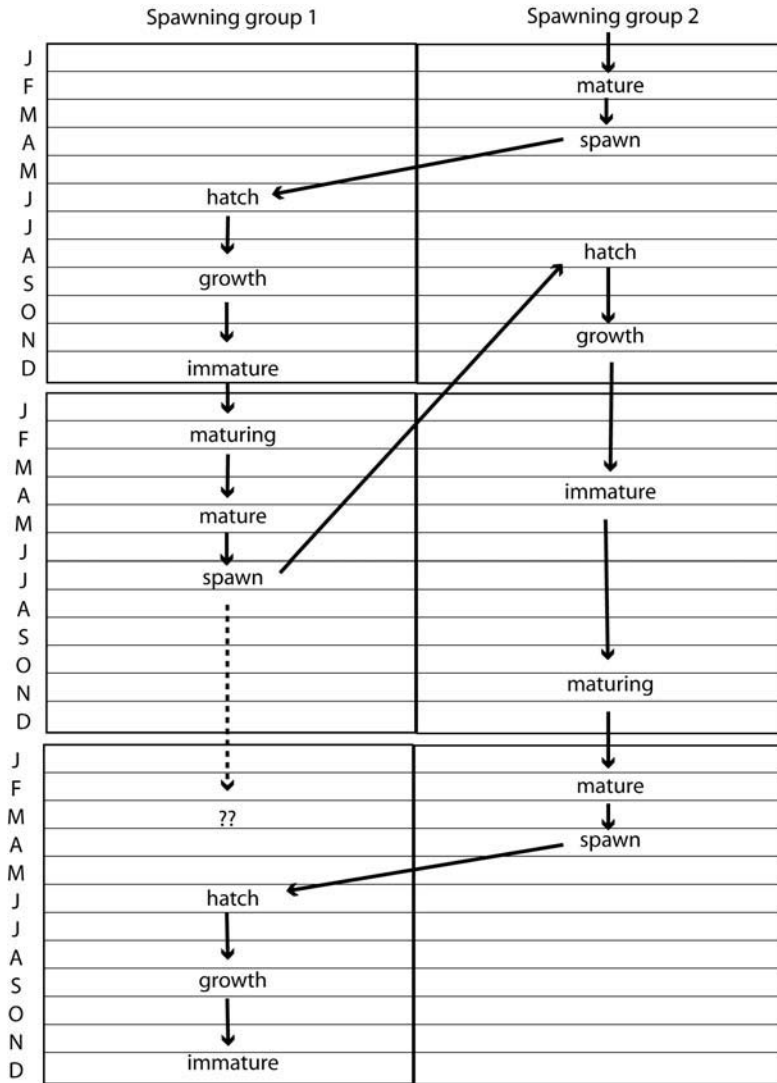 Spawning group 1 Spawning group 2
J
F mature
M
A spawn
M
J hatch
J
A hatch
S growth
O
N growth
D immature
J
F maturing
M
A immature
M mature
J
J spawn
A
S
O
N maturing
D
J
F mature
M ??
A spawn
M
J hatch
J
A
S growth
O
N
D immature